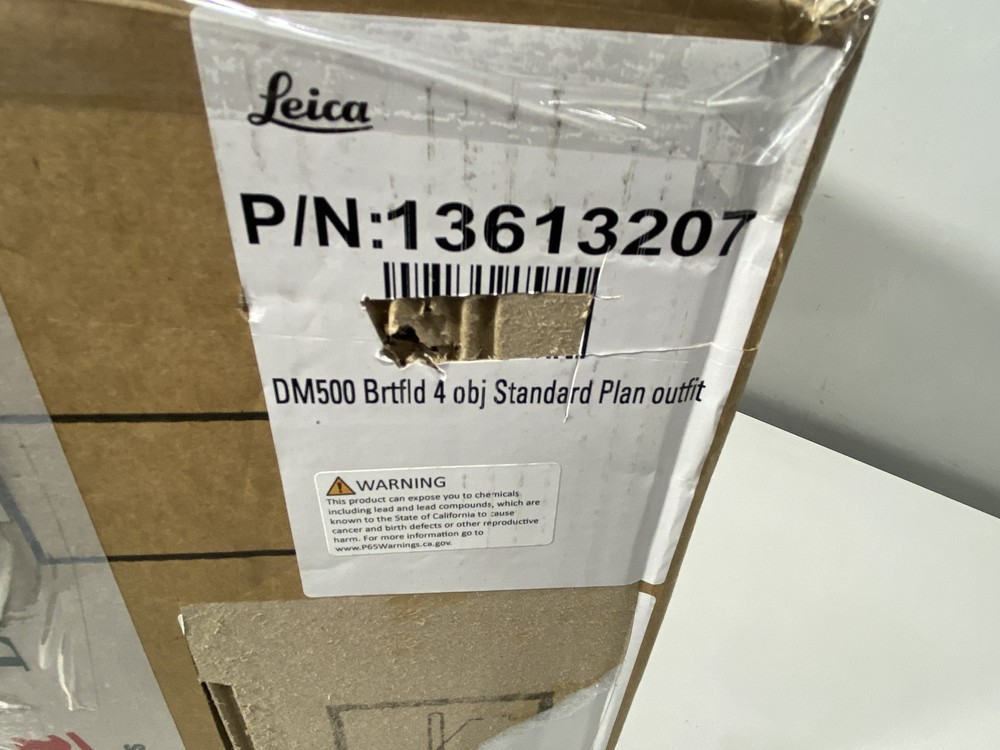 Leica
P/N:13613207
DM500 Brtfld 4 obj Standard Plan outfit
WARNING
This product can expose you to chemicals
including lead and lead compounds, which are
known to the State of California to cause
cancer and birth defects or other reproductive
harm. For more information go to
www.P65Warnings.ca.gov.